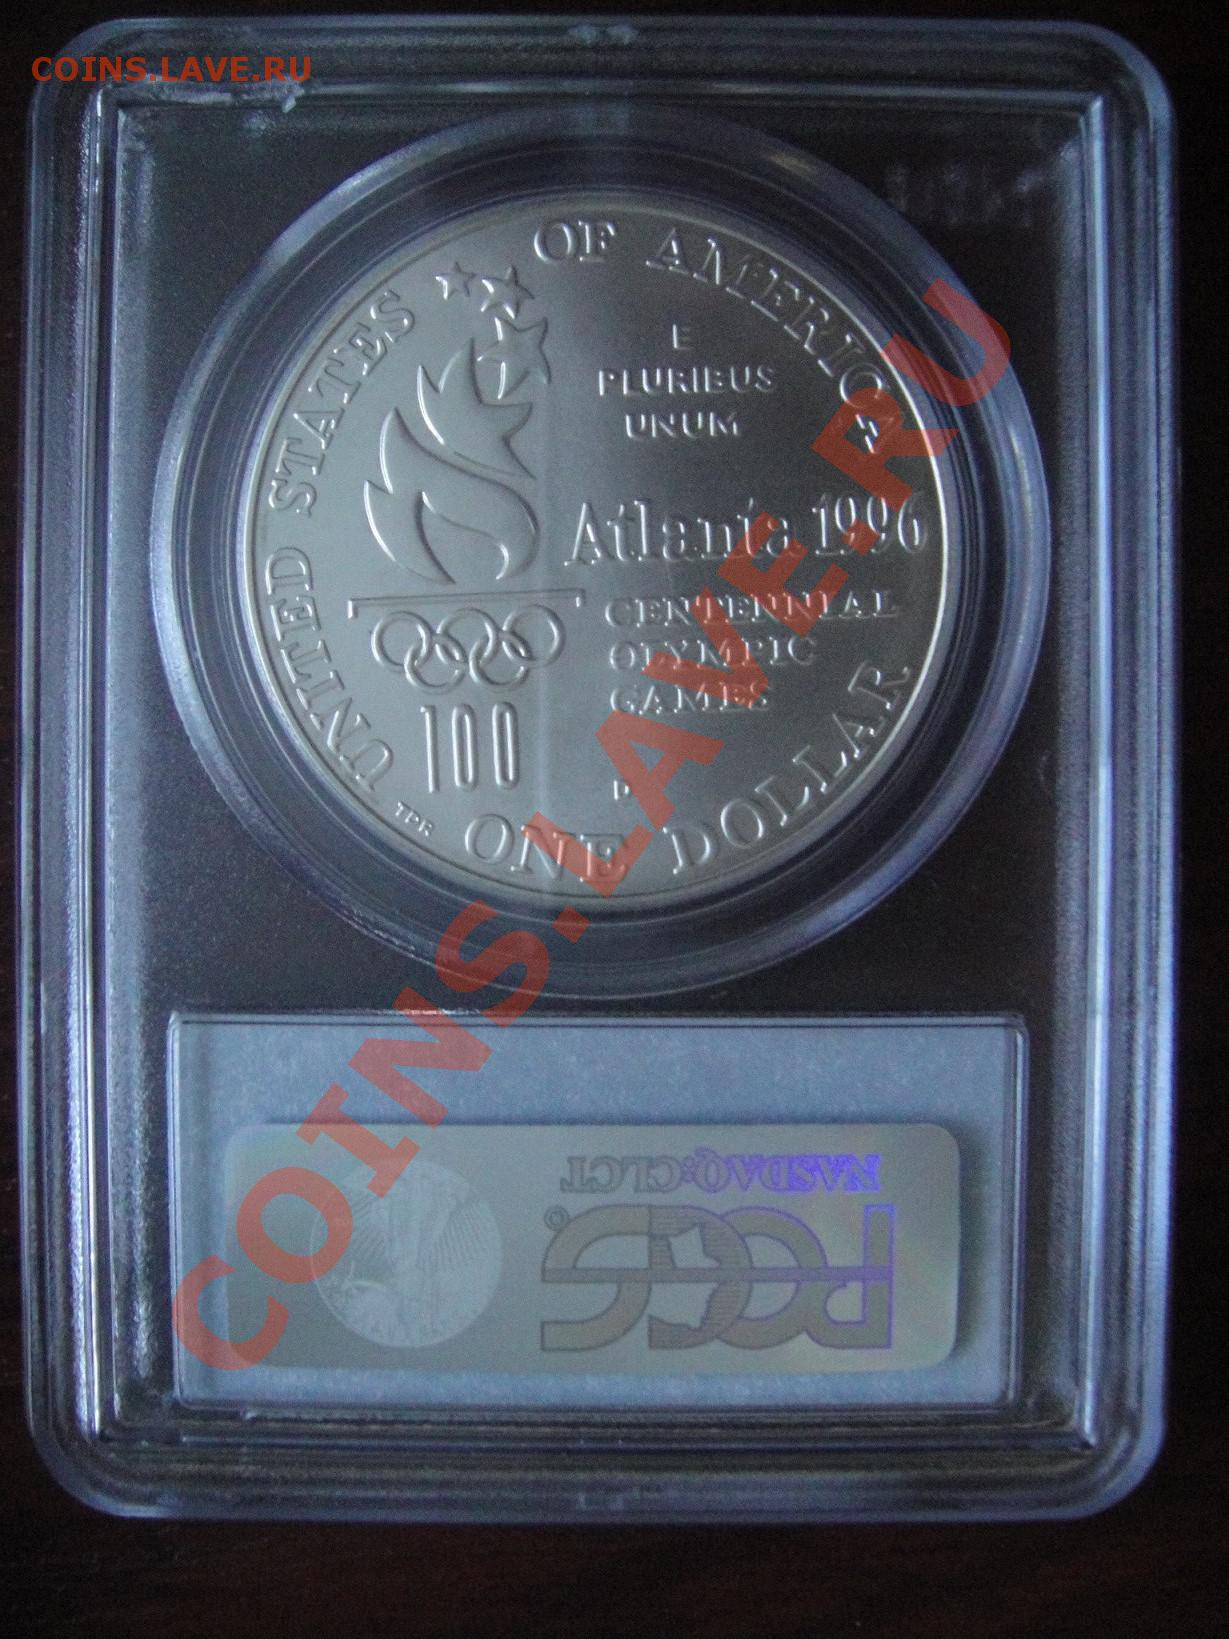 COINS.LAVE.RU
UNITED STATES OF AMERICA
E
PLURIBUS
UNUM
Atlanta 1996
CENTENNIAL
OLYMPIC
GAMES
100
D
TDR
ONE DOLLAR
COINS.LAVE.RU
NASDAQ:CLCT
PCGS